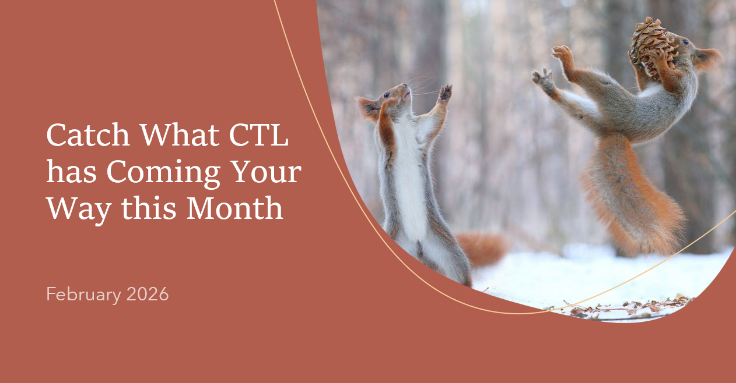 Catch What CTL
has Coming Your
Way this Month
February 2026